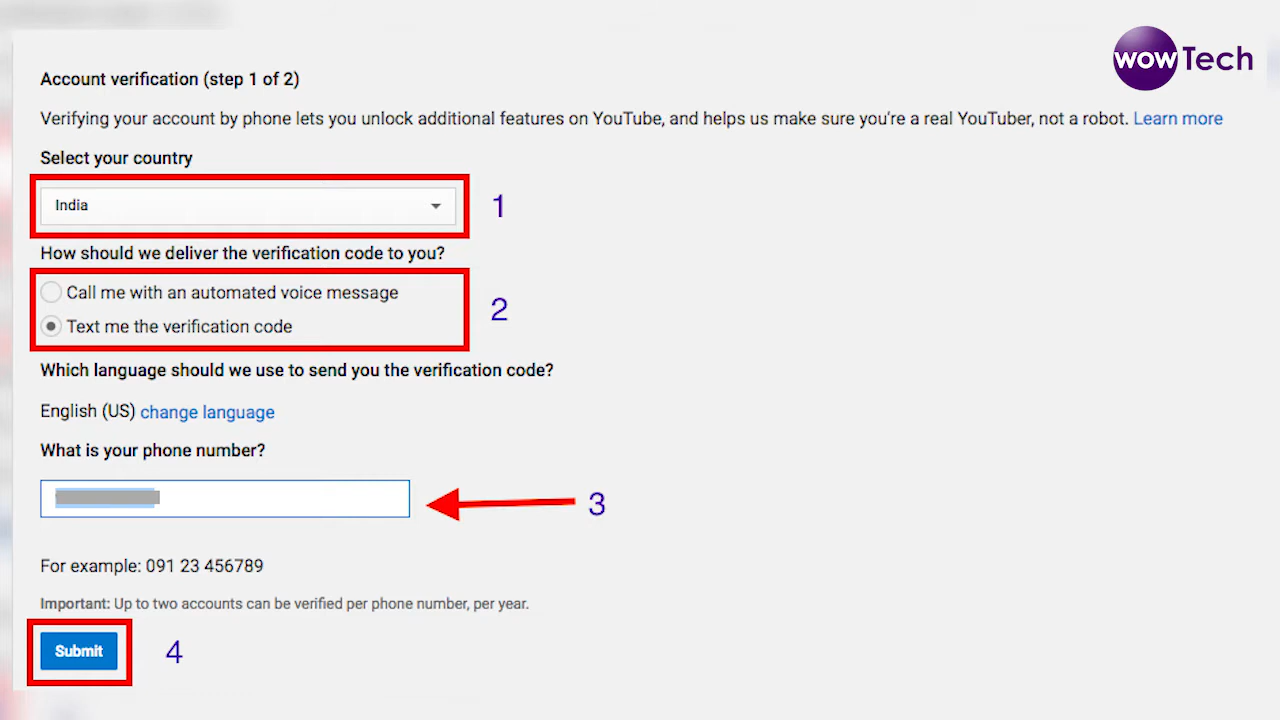 wowTech
Account verification (step 1 of 2)
Verifying your account by phone lets you unlock additional features on YouTube, and helps us make sure you're a real YouTuber, not a robot. Learn more
Select your country
India
1
How should we deliver the verification code to you?
Call me with an automated voice message
Text me the verification code
2
Which language should we use to send you the verification code?
English (US) change language
What is your phone number?
3
For example: 091 23 456789
Important: Up to two accounts can be verified per phone number, per year.
Submit
4